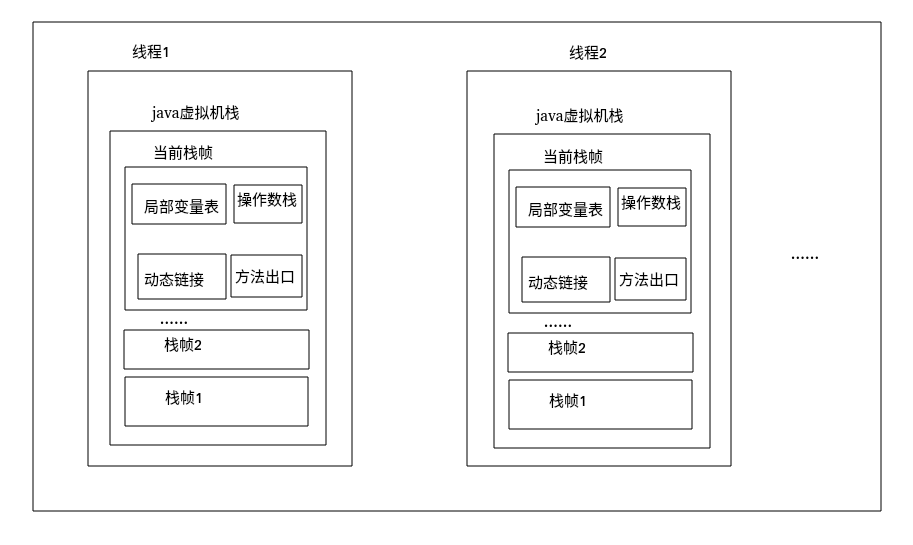 线程1
java虚拟机栈
当前栈帧
局部变量表
操作数栈
动态链接
方法出口
......
栈帧2
栈帧1
线程2
java虚拟机栈
当前栈帧
局部变量表
操作数栈
动态链接
方法出口
......
栈帧2
栈帧1
......